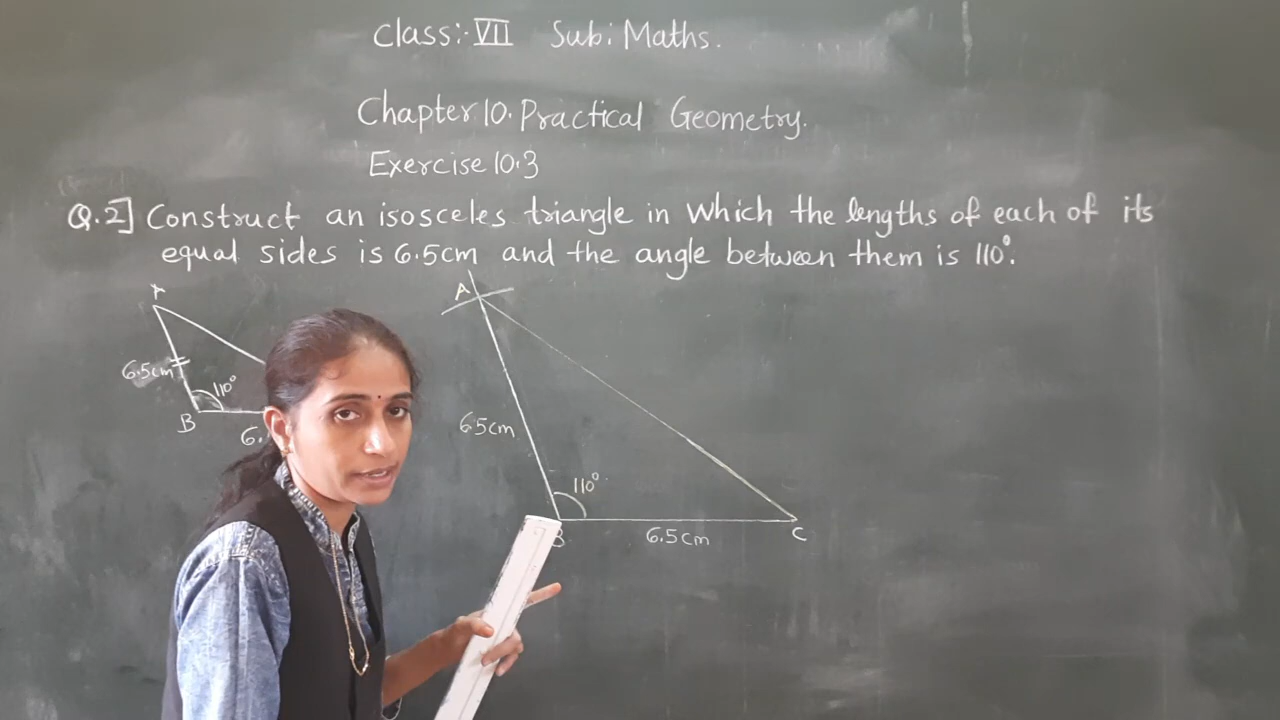 Class:- VII Sub: Maths.
Chapter 10. Practical Geometry.
Exercise 10.3
Q.2] Construct an isosceles triangle in which the lengths of each of its
equal sides is 6.5cm and the angle between them is 110°.
A
6.5cm
110°
B
6.
A
6.5cm
110°
B
6.5cm
C